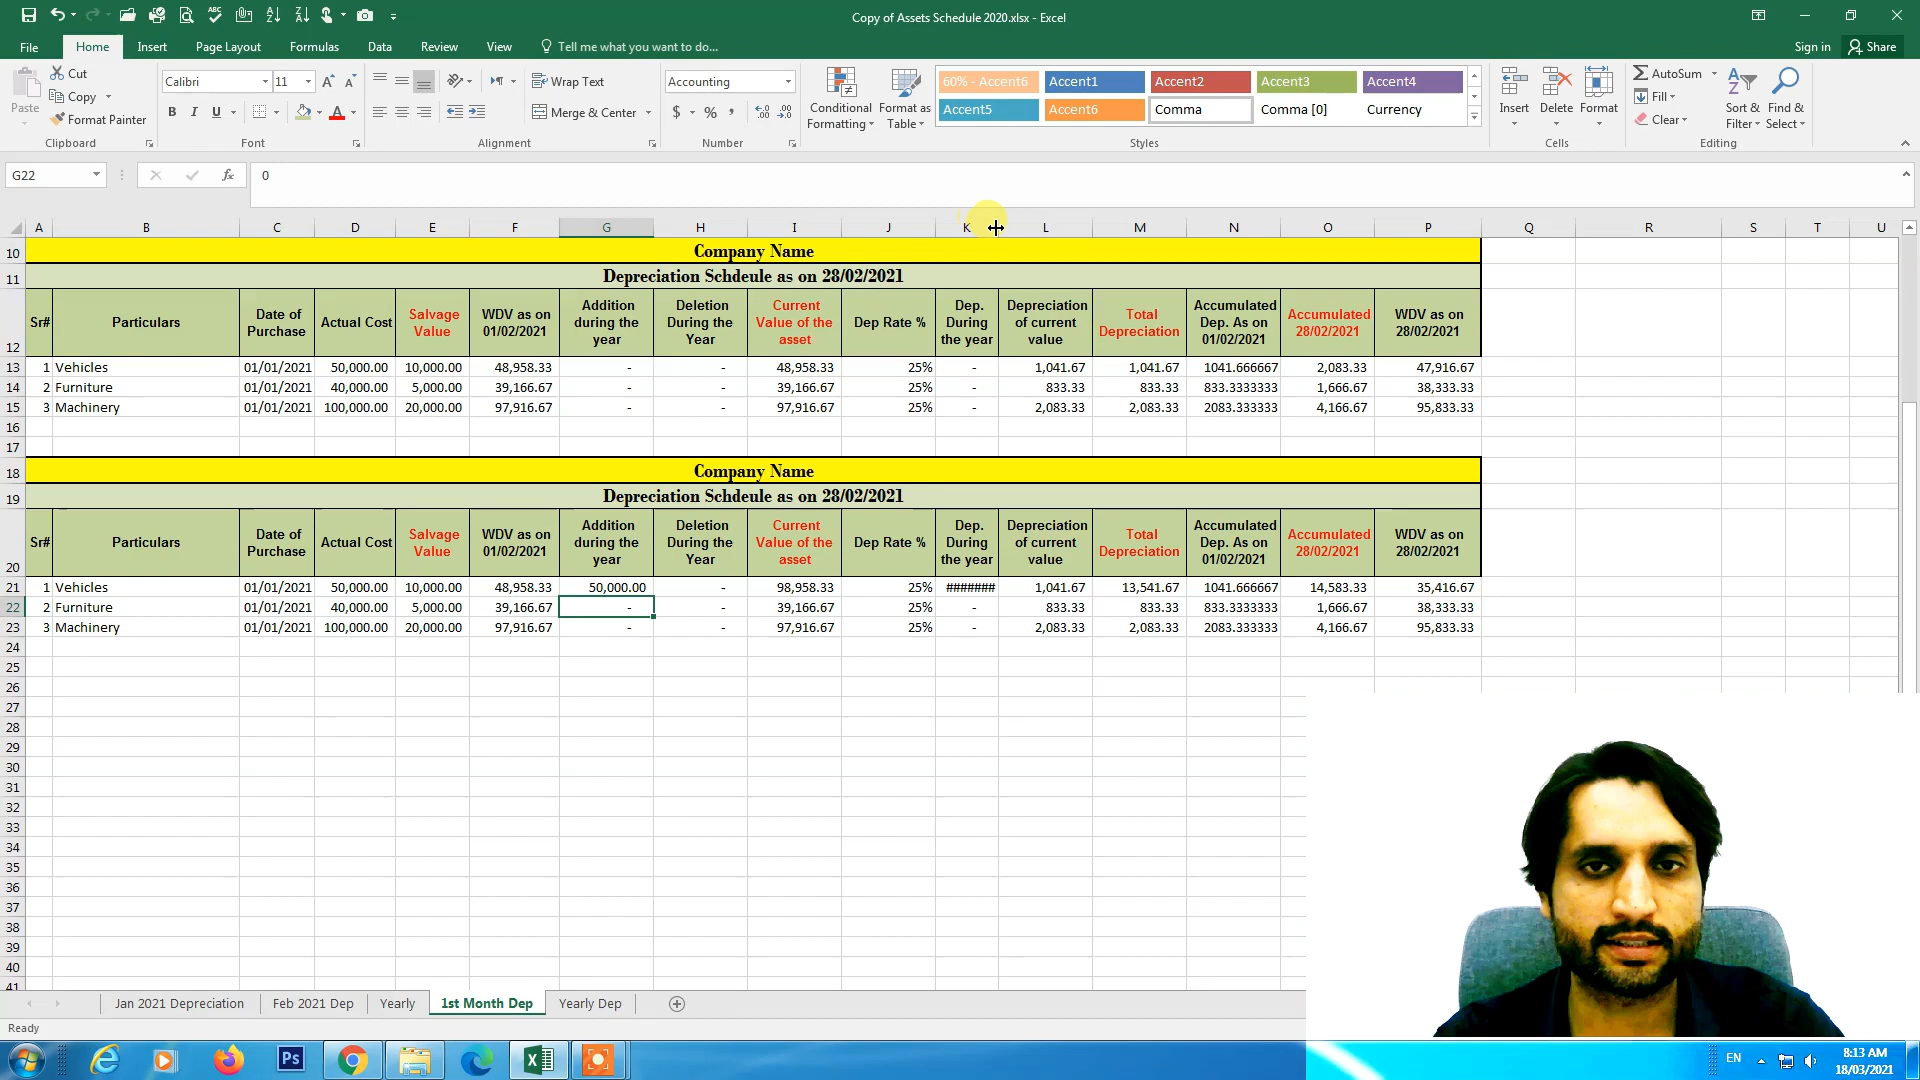 Copy of Assets Schedule 2020.xlsx - Excel
File Home Insert Page Layout Formulas Data Review View Tell me what you want to do... Sign in Share
Cut Calibri 11 Wrap Text Accounting 60% - Accent6 Accent1 Accent2 Accent3 Accent4 AutoSum
Copy Fill
Paste Format Painter B I U Merge & Center $ % , Conditional Formatting Format as Table Accent5 Accent6 Comma Comma [0] Currency Insert Delete Format Clear Sort & Filter Find & Select
Clipboard Font Alignment Number Styles Cells Editing
G22 fx 0
A B C D E F G H I J K L M N O P Q R S T U
10 Company Name
11 Depreciation Schdeule as on 28/02/2021
12 Sr# Particulars Date of Purchase Actual Cost Salvage Value WDV as on 01/02/2021 Addition during the year Deletion During the Year Current Value of the asset Dep Rate % Dep. During the year Depreciation of current value Total Depreciation Accumulated Dep. As on 01/02/2021 Accumulated 28/02/2021 WDV as on 28/02/2021
13 1 Vehicles 01/01/2021 50,000.00 10,000.00 48,958.33 - - 48,958.33 25% - 1,041.67 1,041.67 1041.666667 2,083.33 47,916.67
14 2 Furniture 01/01/2021 40,000.00 5,000.00 39,166.67 - - 39,166.67 25% - 833.33 833.33 833.3333333 1,666.67 38,333.33
15 3 Machinery 01/01/2021 100,000.00 20,000.00 97,916.67 - - 97,916.67 25% - 2,083.33 2,083.33 2083.333333 4,166.67 95,833.33
16
17
18 Company Name
19 Depreciation Schdeule as on 28/02/2021
20 Sr# Particulars Date of Purchase Actual Cost Salvage Value WDV as on 01/02/2021 Addition during the year Deletion During the Year Current Value of the asset Dep Rate % Dep. During the year Depreciation of current value Total Depreciation Accumulated Dep. As on 01/02/2021 Accumulated 28/02/2021 WDV as on 28/02/2021
21 1 Vehicles 01/01/2021 50,000.00 10,000.00 48,958.33 50,000.00 - 98,958.33 25% ####### 1,041.67 13,541.67 1041.666667 14,583.33 35,416.67
22 2 Furniture 01/01/2021 40,000.00 5,000.00 39,166.67 - - 39,166.67 25% - 833.33 833.33 833.3333333 1,666.67 38,333.33
23 3 Machinery 01/01/2021 100,000.00 20,000.00 97,916.67 - - 97,916.67 25% - 2,083.33 2,083.33 2083.333333 4,166.67 95,833.33
24
25
26
27
28
29
30
31
32
33
34
35
36
37
38
39
40
41
Jan 2021 Depreciation Feb 2021 Dep Yearly 1st Month Dep Yearly Dep
Ready
Ps EN 8:13 AM
18/03/2021